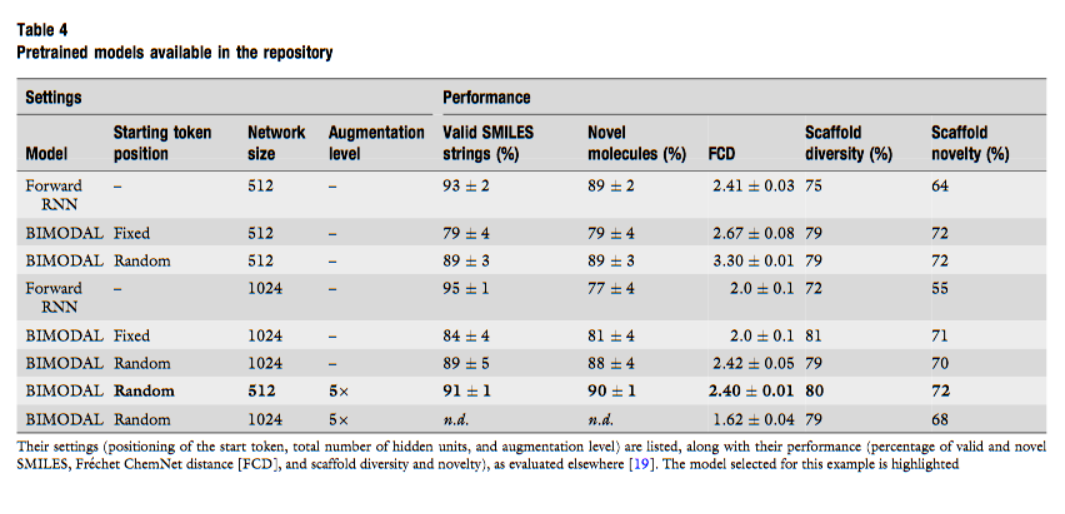 Table 4
Pretrained models available in the repository
Settings Performance
Model Starting token position Network size Augmentation level Valid SMILES strings (%) Novel molecules (%) FCD Scaffold diversity (%) Scaffold novelty (%)
Forward RNN – 512 – 93 ± 2 89 ± 2 2.41 ± 0.03 75 64
BIMODAL Fixed 512 – 79 ± 4 79 ± 4 2.67 ± 0.08 79 72
BIMODAL Random 512 – 89 ± 3 89 ± 3 3.30 ± 0.01 79 72
Forward RNN – 1024 – 95 ± 1 77 ± 4 2.0 ± 0.1 72 55
BIMODAL Fixed 1024 – 84 ± 4 81 ± 4 2.0 ± 0.1 81 71
BIMODAL Random 1024 – 89 ± 5 88 ± 4 2.42 ± 0.05 79 70
BIMODAL Random 512 5× 91 ± 1 90 ± 1 2.40 ± 0.01 80 72
BIMODAL Random 1024 5× n.d. n.d. 1.62 ± 0.04 79 68
Their settings (positioning of the start token, total number of hidden units, and augmentation level) are listed, along with their performance (percentage of valid and novel
SMILES, Fréchet ChemNet distance [FCD], and scaffold diversity and novelty), as evaluated elsewhere [19]. The model selected for this example is highlighted